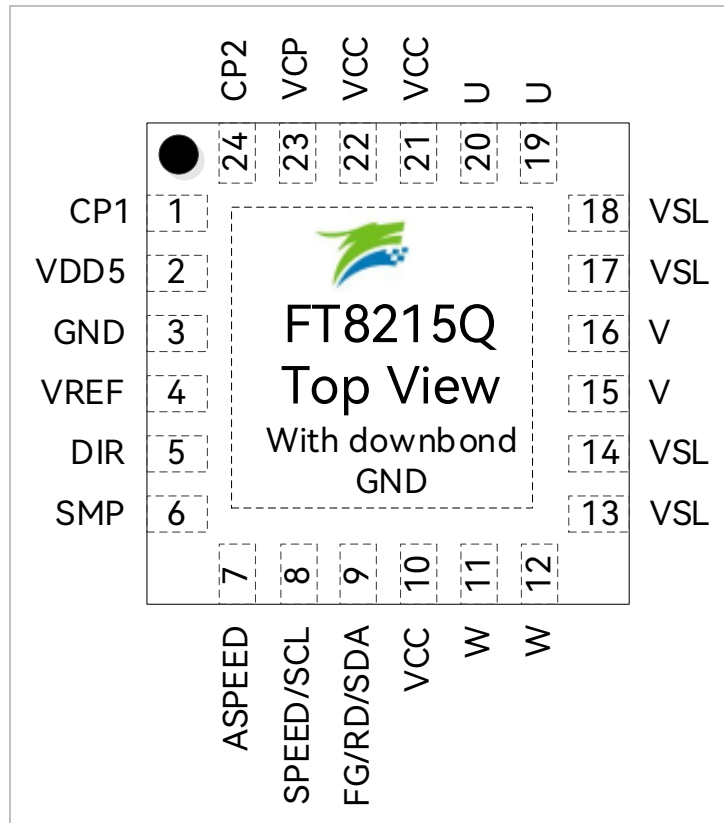 CP2 VCP VCC VCC U U
24 23 22 21 20 19
CP1 1 18 VSL
VDD5 2 17 VSL
GND 3 16 V
VREF 4 15 V
DIR 5 14 VSL
SMP 6 13 VSL
FT8215Q
Top View
With downbond
GND
7 8 9 10 11 12
ASPEED SPEED/SCL FG/RD/SDA VCC W W